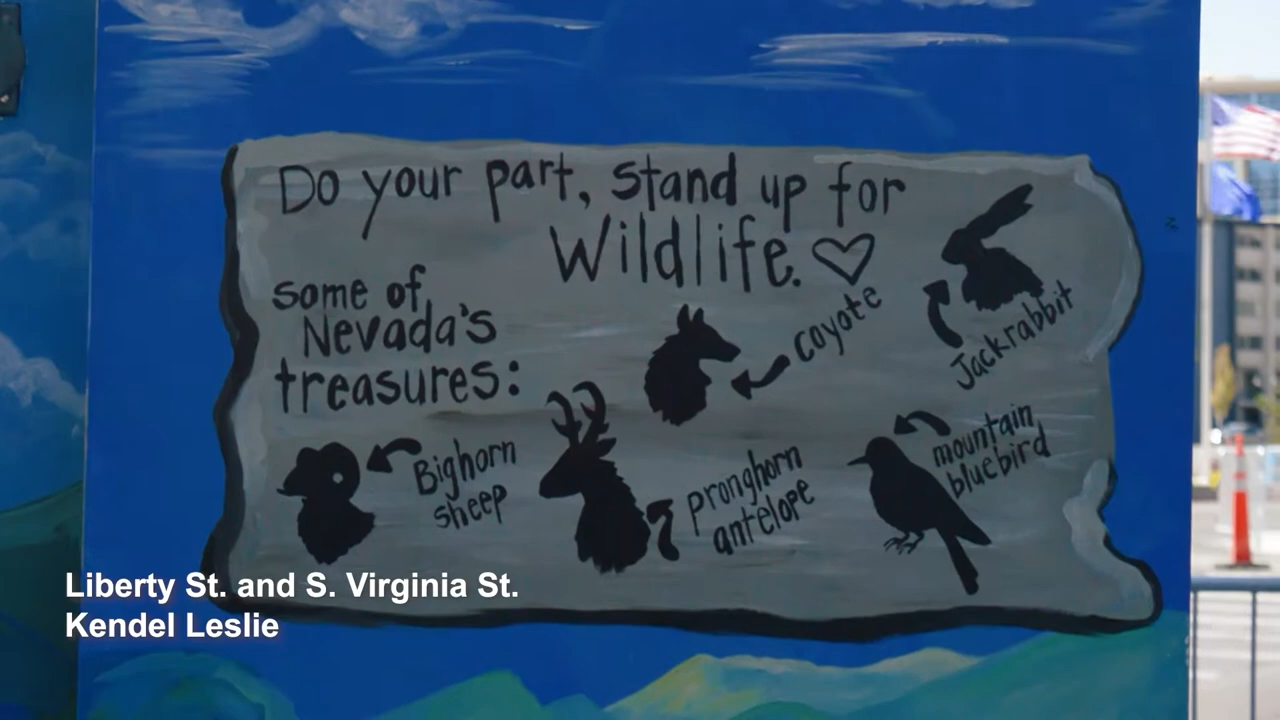 Do your part, stand up for
Wildlife.
some of
Nevada's
treasures:
coyote
Jackrabbit
Bighorn
sheep
pronghorn
antelope
mountain
bluebird
Liberty St. and S. Virginia St.
Kendel Leslie